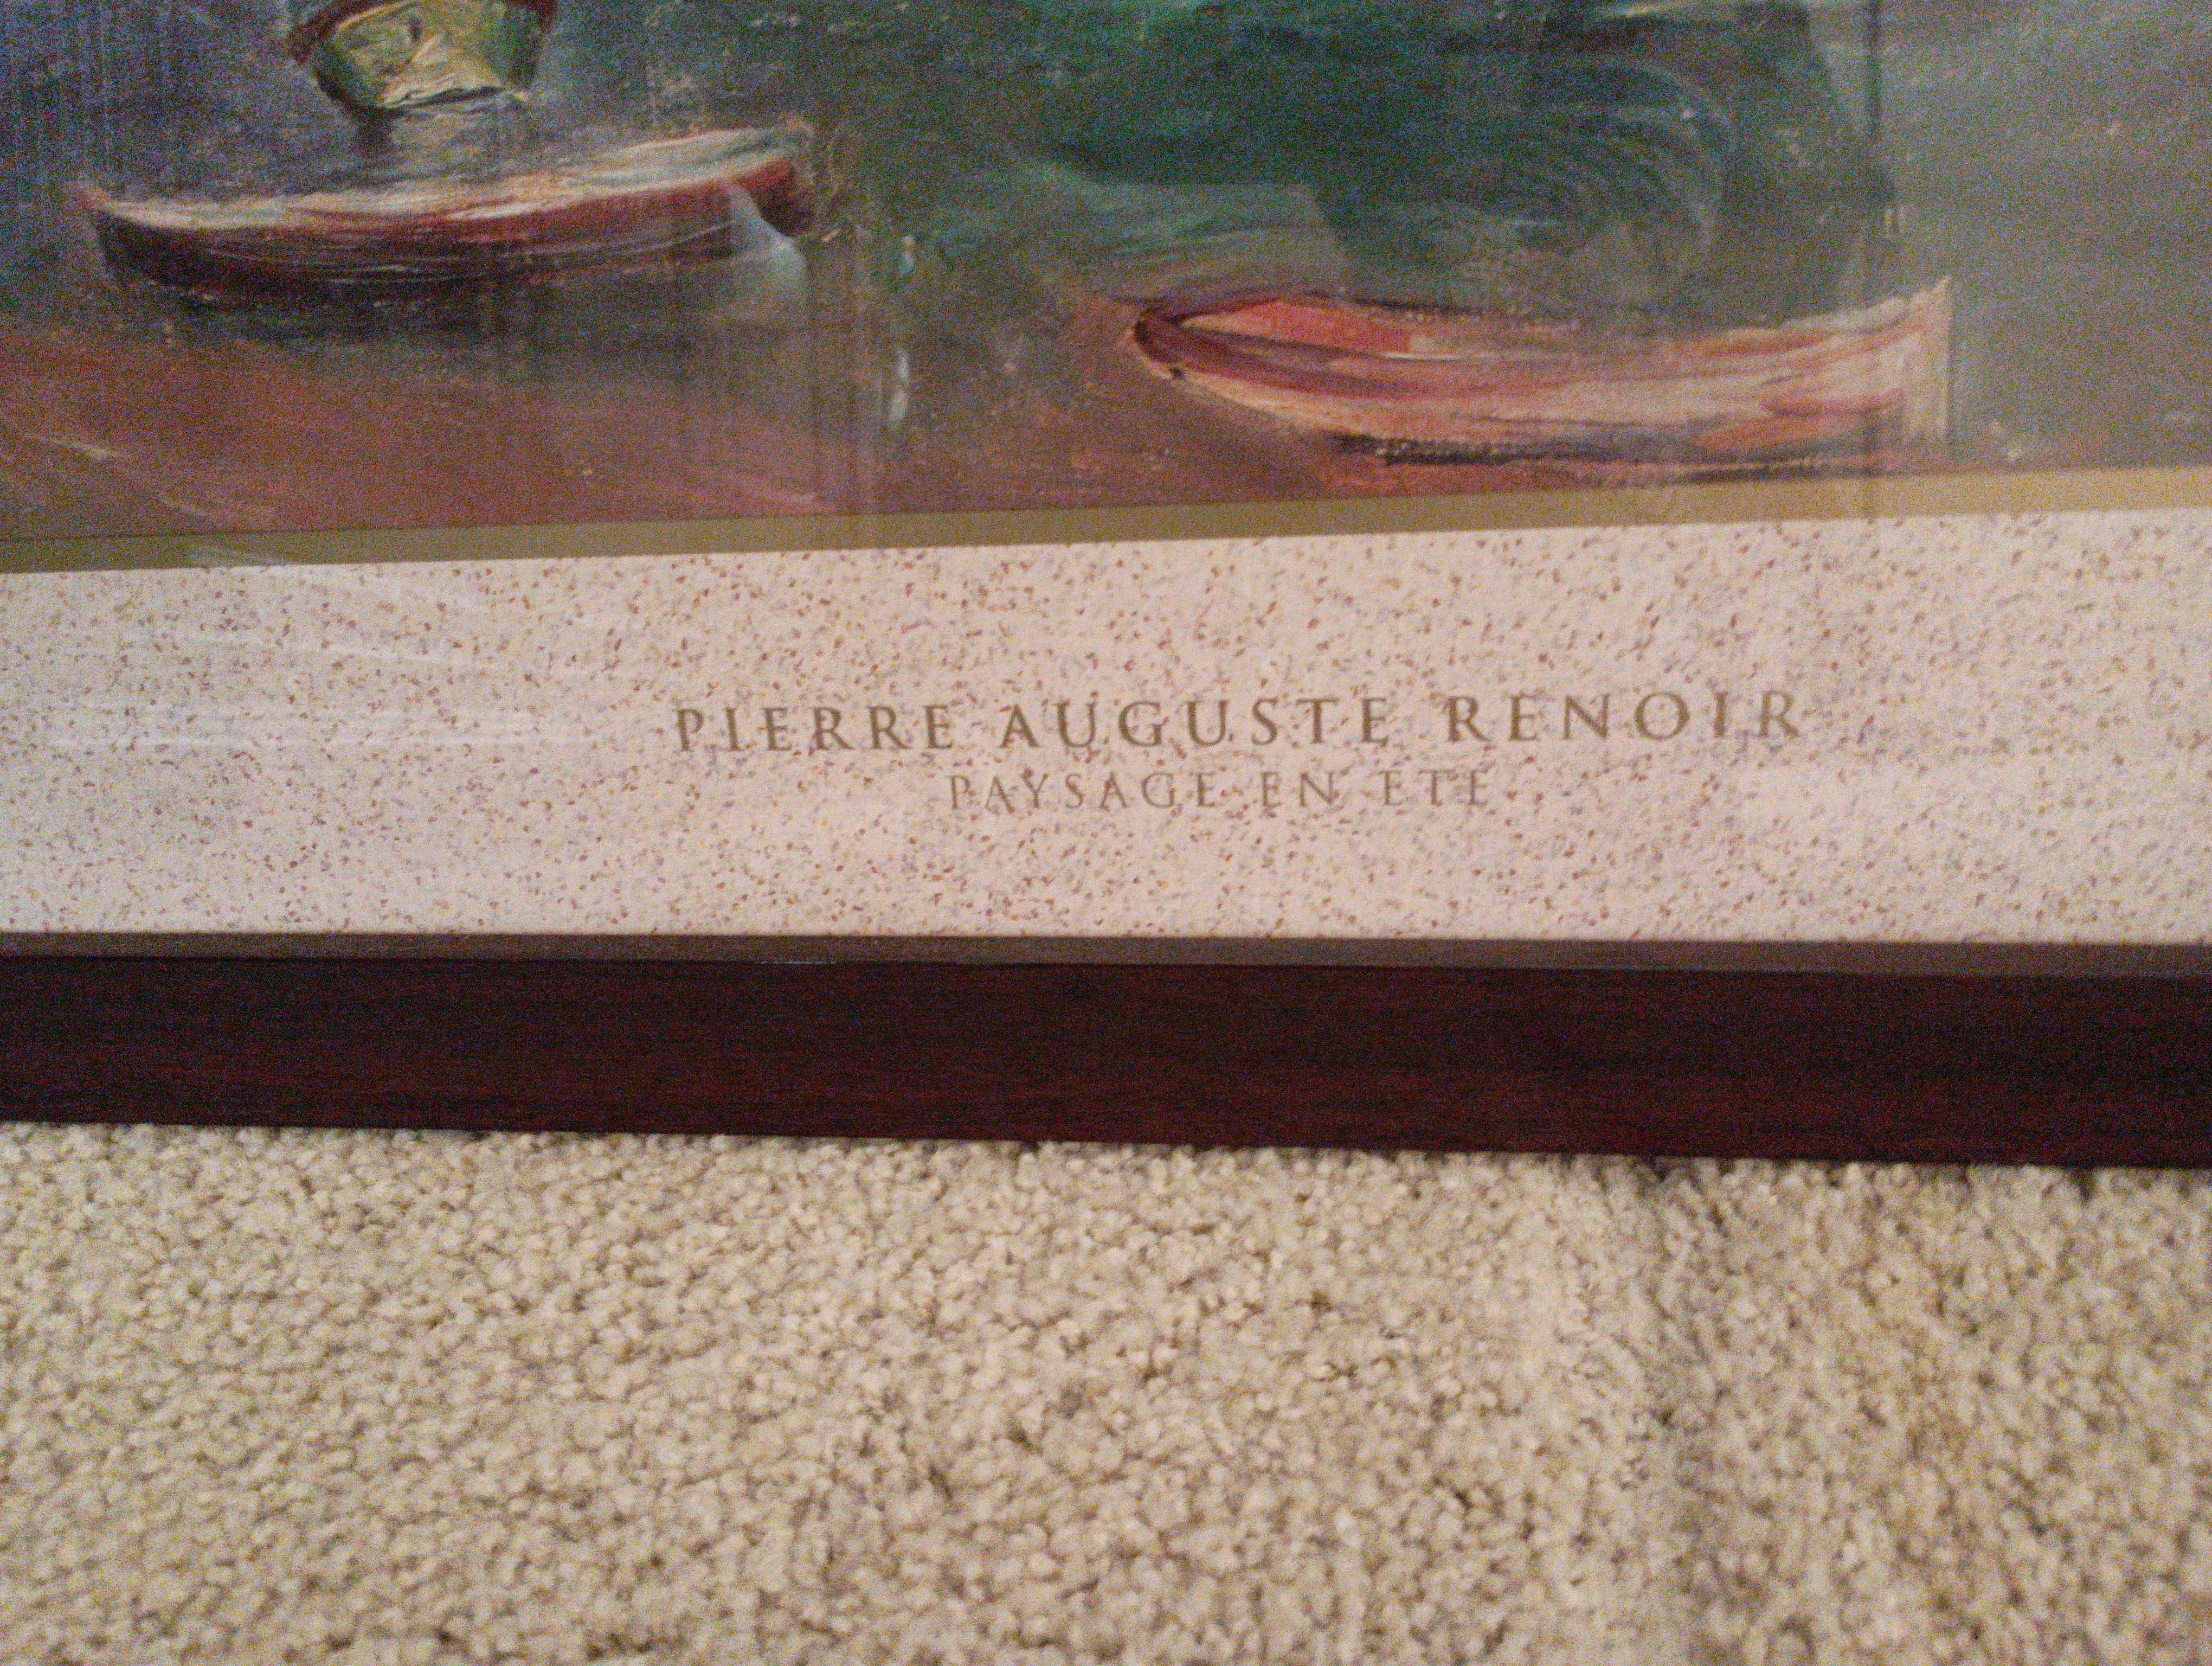 PIERRE AUGUSTE RENOIR
PAYSAGE EN ETE